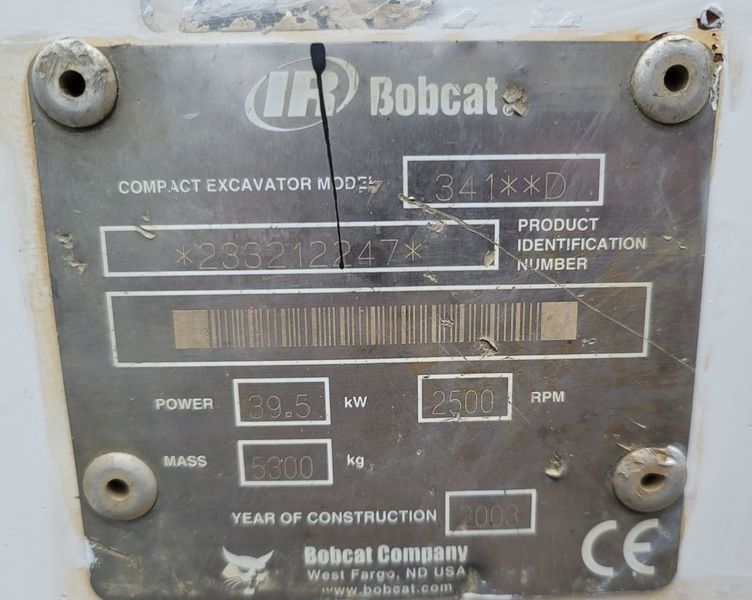 IR Bobcat®
COMPACT EXCAVATOR MODEL 341**D
*233212247* PRODUCT IDENTIFICATION NUMBER
POWER 39.5 kW 2500 RPM
MASS 5300 kg
YEAR OF CONSTRUCTION 2003
CE
Bobcat Company
West Fargo, ND USA
www.bobcat.com